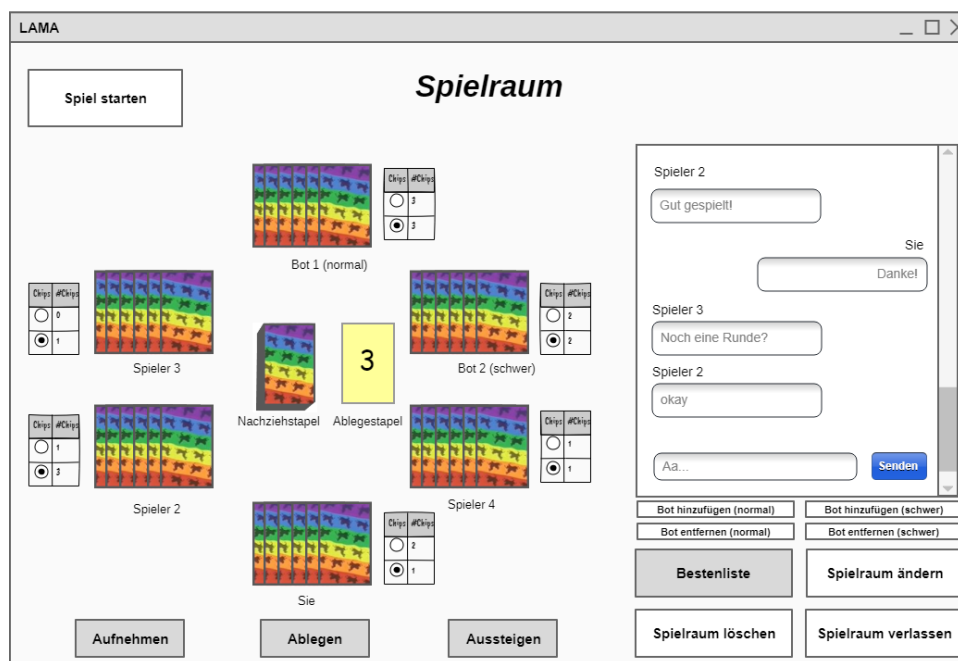 LAMA
Spiel starten
Spielraum
Chips #Chips
3
3
Bot 1 (normal)
Chips #Chips
0
1
Spieler 3
Chips #Chips
2
2
Bot 2 (schwer)
3
Nachziehstapel
Ablegestapel
Chips #Chips
1
3
Spieler 2
Chips #Chips
1
1
Spieler 4
Chips #Chips
2
1
Sie
Aufnehmen
Ablegen
Aussteigen
Spieler 2
Gut gespielt!
Sie
Danke!
Spieler 3
Noch eine Runde?
Spieler 2
okay
Aa...
Senden
Bot hinzufügen (normal)
Bot hinzufügen (schwer)
Bot entfernen (normal)
Bot entfernen (schwer)
Bestenliste
Spielraum ändern
Spielraum löschen
Spielraum verlassen